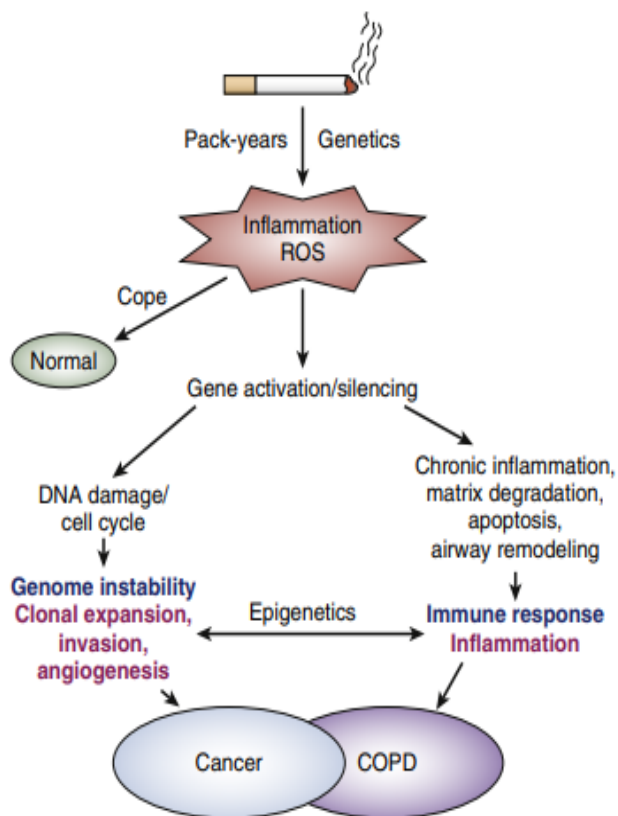 Pack-years Genetics
Inflammation
ROS
Cope
Normal
Gene activation/silencing
DNA damage/
cell cycle
Chronic inflammation,
matrix degradation,
apoptosis,
airway remodeling
Genome instability
Clonal expansion,
invasion,
angiogenesis
Epigenetics
Immune response
Inflammation
Cancer
COPD